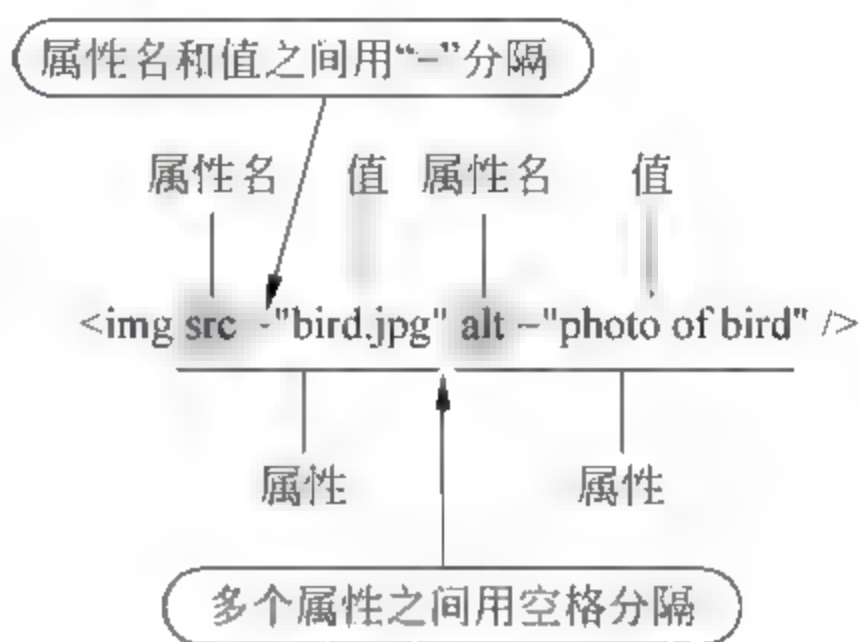 属性名和值之间用“-”分隔
属性名 值 属性名 值
<img src -"bird.jpg" alt –"photo of bird" />
属性 属性
多个属性之间用空格分隔